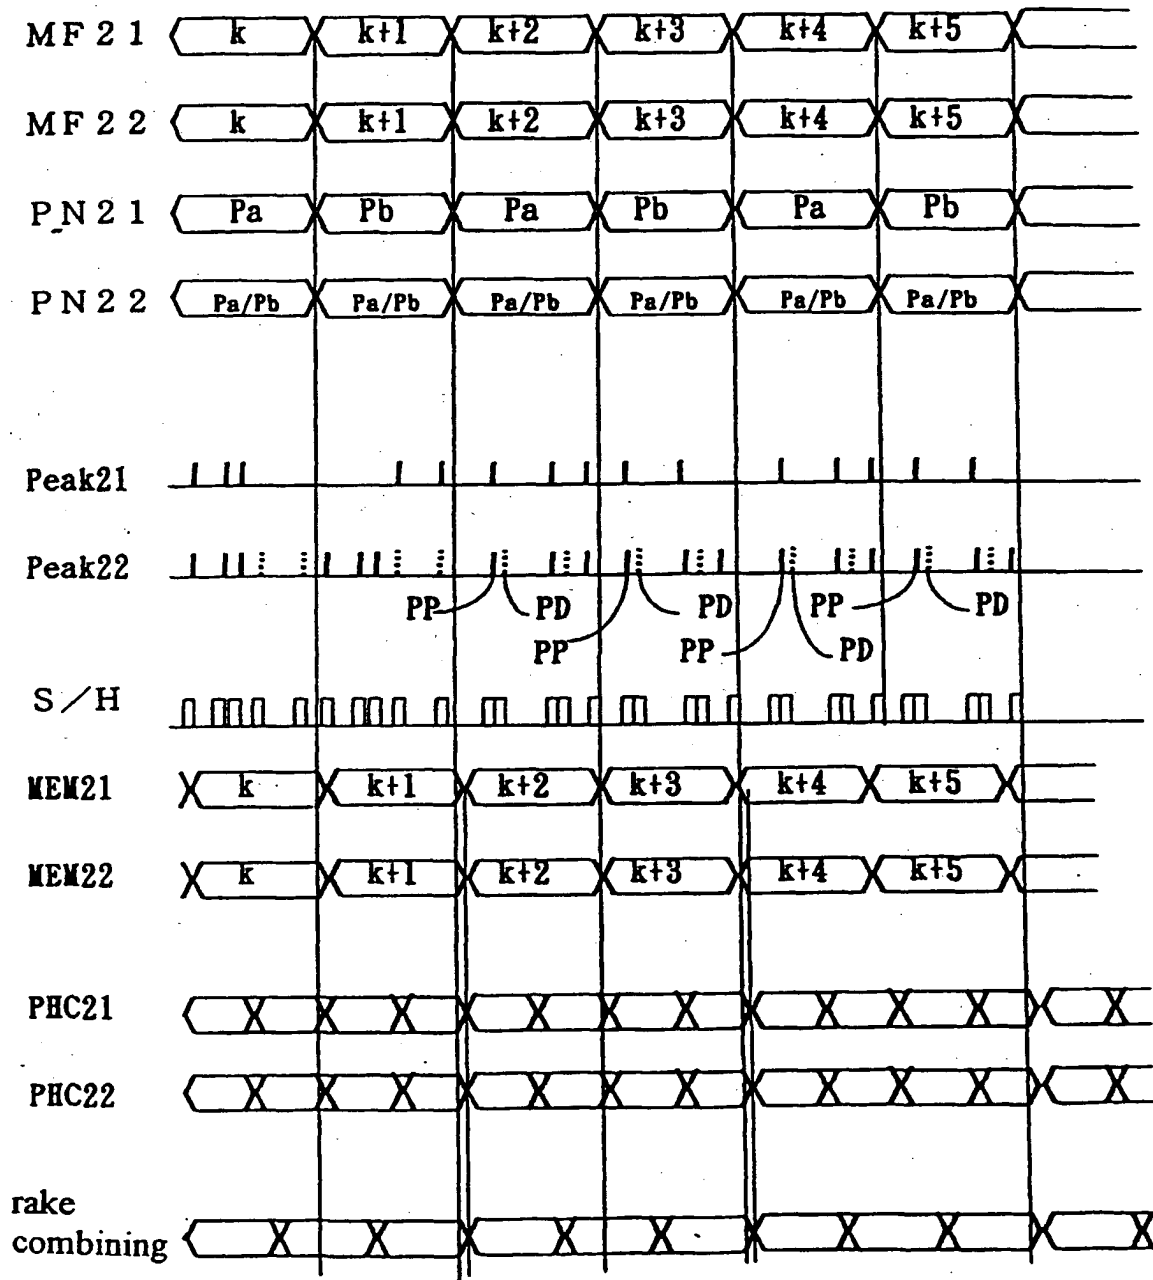 MF21 k k+1 k+2 k+3 k+4 k+5
MF22 k k+1 k+2 k+3 k+4 k+5
PN21 Pa Pb Pa Pb Pa Pb
PN22 Pa/Pb Pa/Pb Pa/Pb Pa/Pb Pa/Pb Pa/Pb
Peak21
Peak22
PP PD PD PP PD
PP PP PD
S/H
MEM21 k k+1 k+2 k+3 k+4 k+5
MEM22 k k+1 k+2 k+3 k+4 k+5
PHC21
PHC22
rake
combining